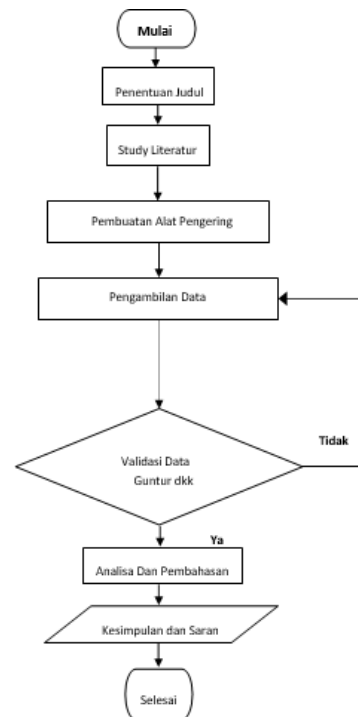 Mulai
Penentuan Judul
Study Literatur
Pembuatan Alat Pengering
Pengambilan Data
Tidak
Validasi Data
Guntur dkk
Ya
Analisa Dan Pembahasan
Kesimpulan dan Saran
Selesai